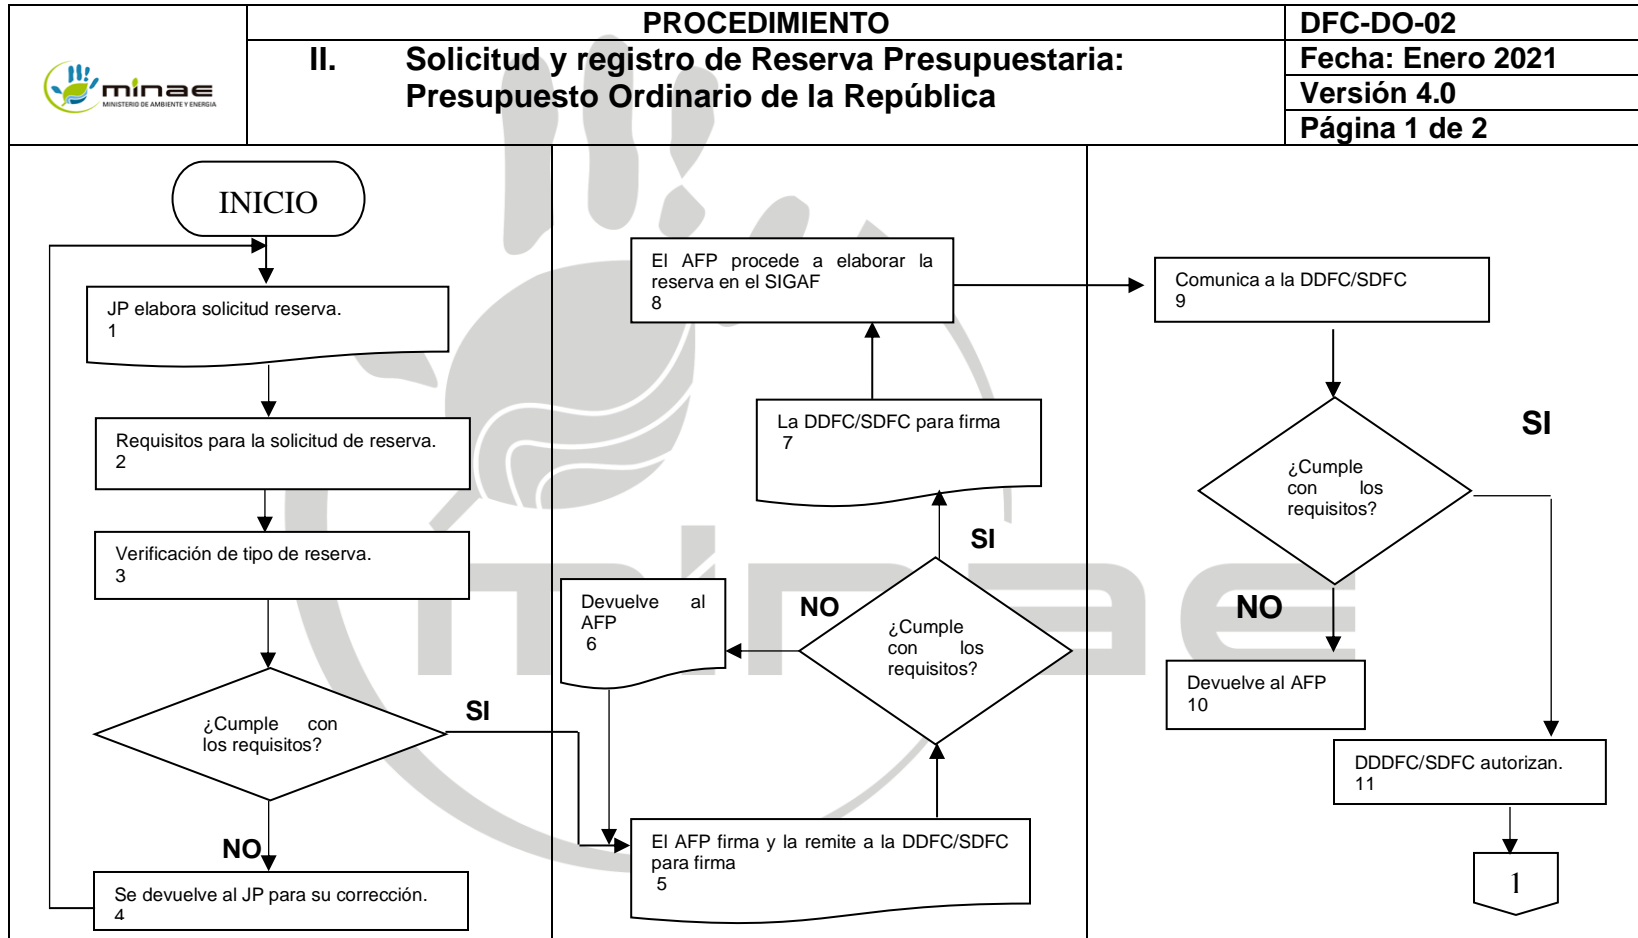 minae
MINISTERIO DE AMBIENTE Y ENERGIA
PROCEDIMIENTO
II. Solicitud y registro de Reserva Presupuestaria:
Presupuesto Ordinario de la República
DFC-DO-02
Fecha: Enero 2021
Versión 4.0
Página 1 de 2
INICIO
JP elabora solicitud reserva.
1
Requisitos para la solicitud de reserva.
2
Verificación de tipo de reserva.
3
¿Cumple con
los requisitos?
SI
NO
Se devuelve al JP para su corrección.
4
El AFP procede a elaborar la
reserva en el SIGAF
8
La DDFC/SDFC para firma
7
SI
Devuelve al
AFP
6
NO
¿Cumple
con los
requisitos?
El AFP firma y la remite a la DDFC/SDFC
para firma
5
Comunica a la DDFC/SDFC
9
SI
¿Cumple
con los
requisitos?
NO
Devuelve al AFP
10
DDDFC/SDFC autorizan.
11
1
minae